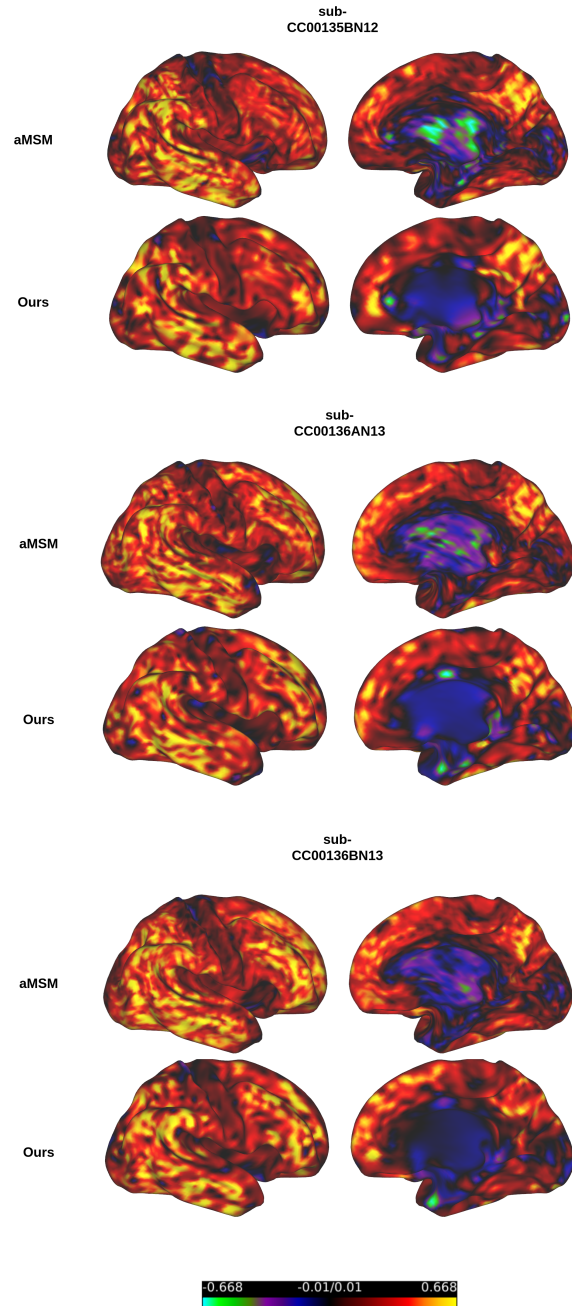 sub-
CC00135BN12
aMSM
Ours
sub-
CC00136AN13
aMSM
Ours
sub-
CC00136BN13
aMSM
Ours
-0.668 -0.01/0.01 0.668